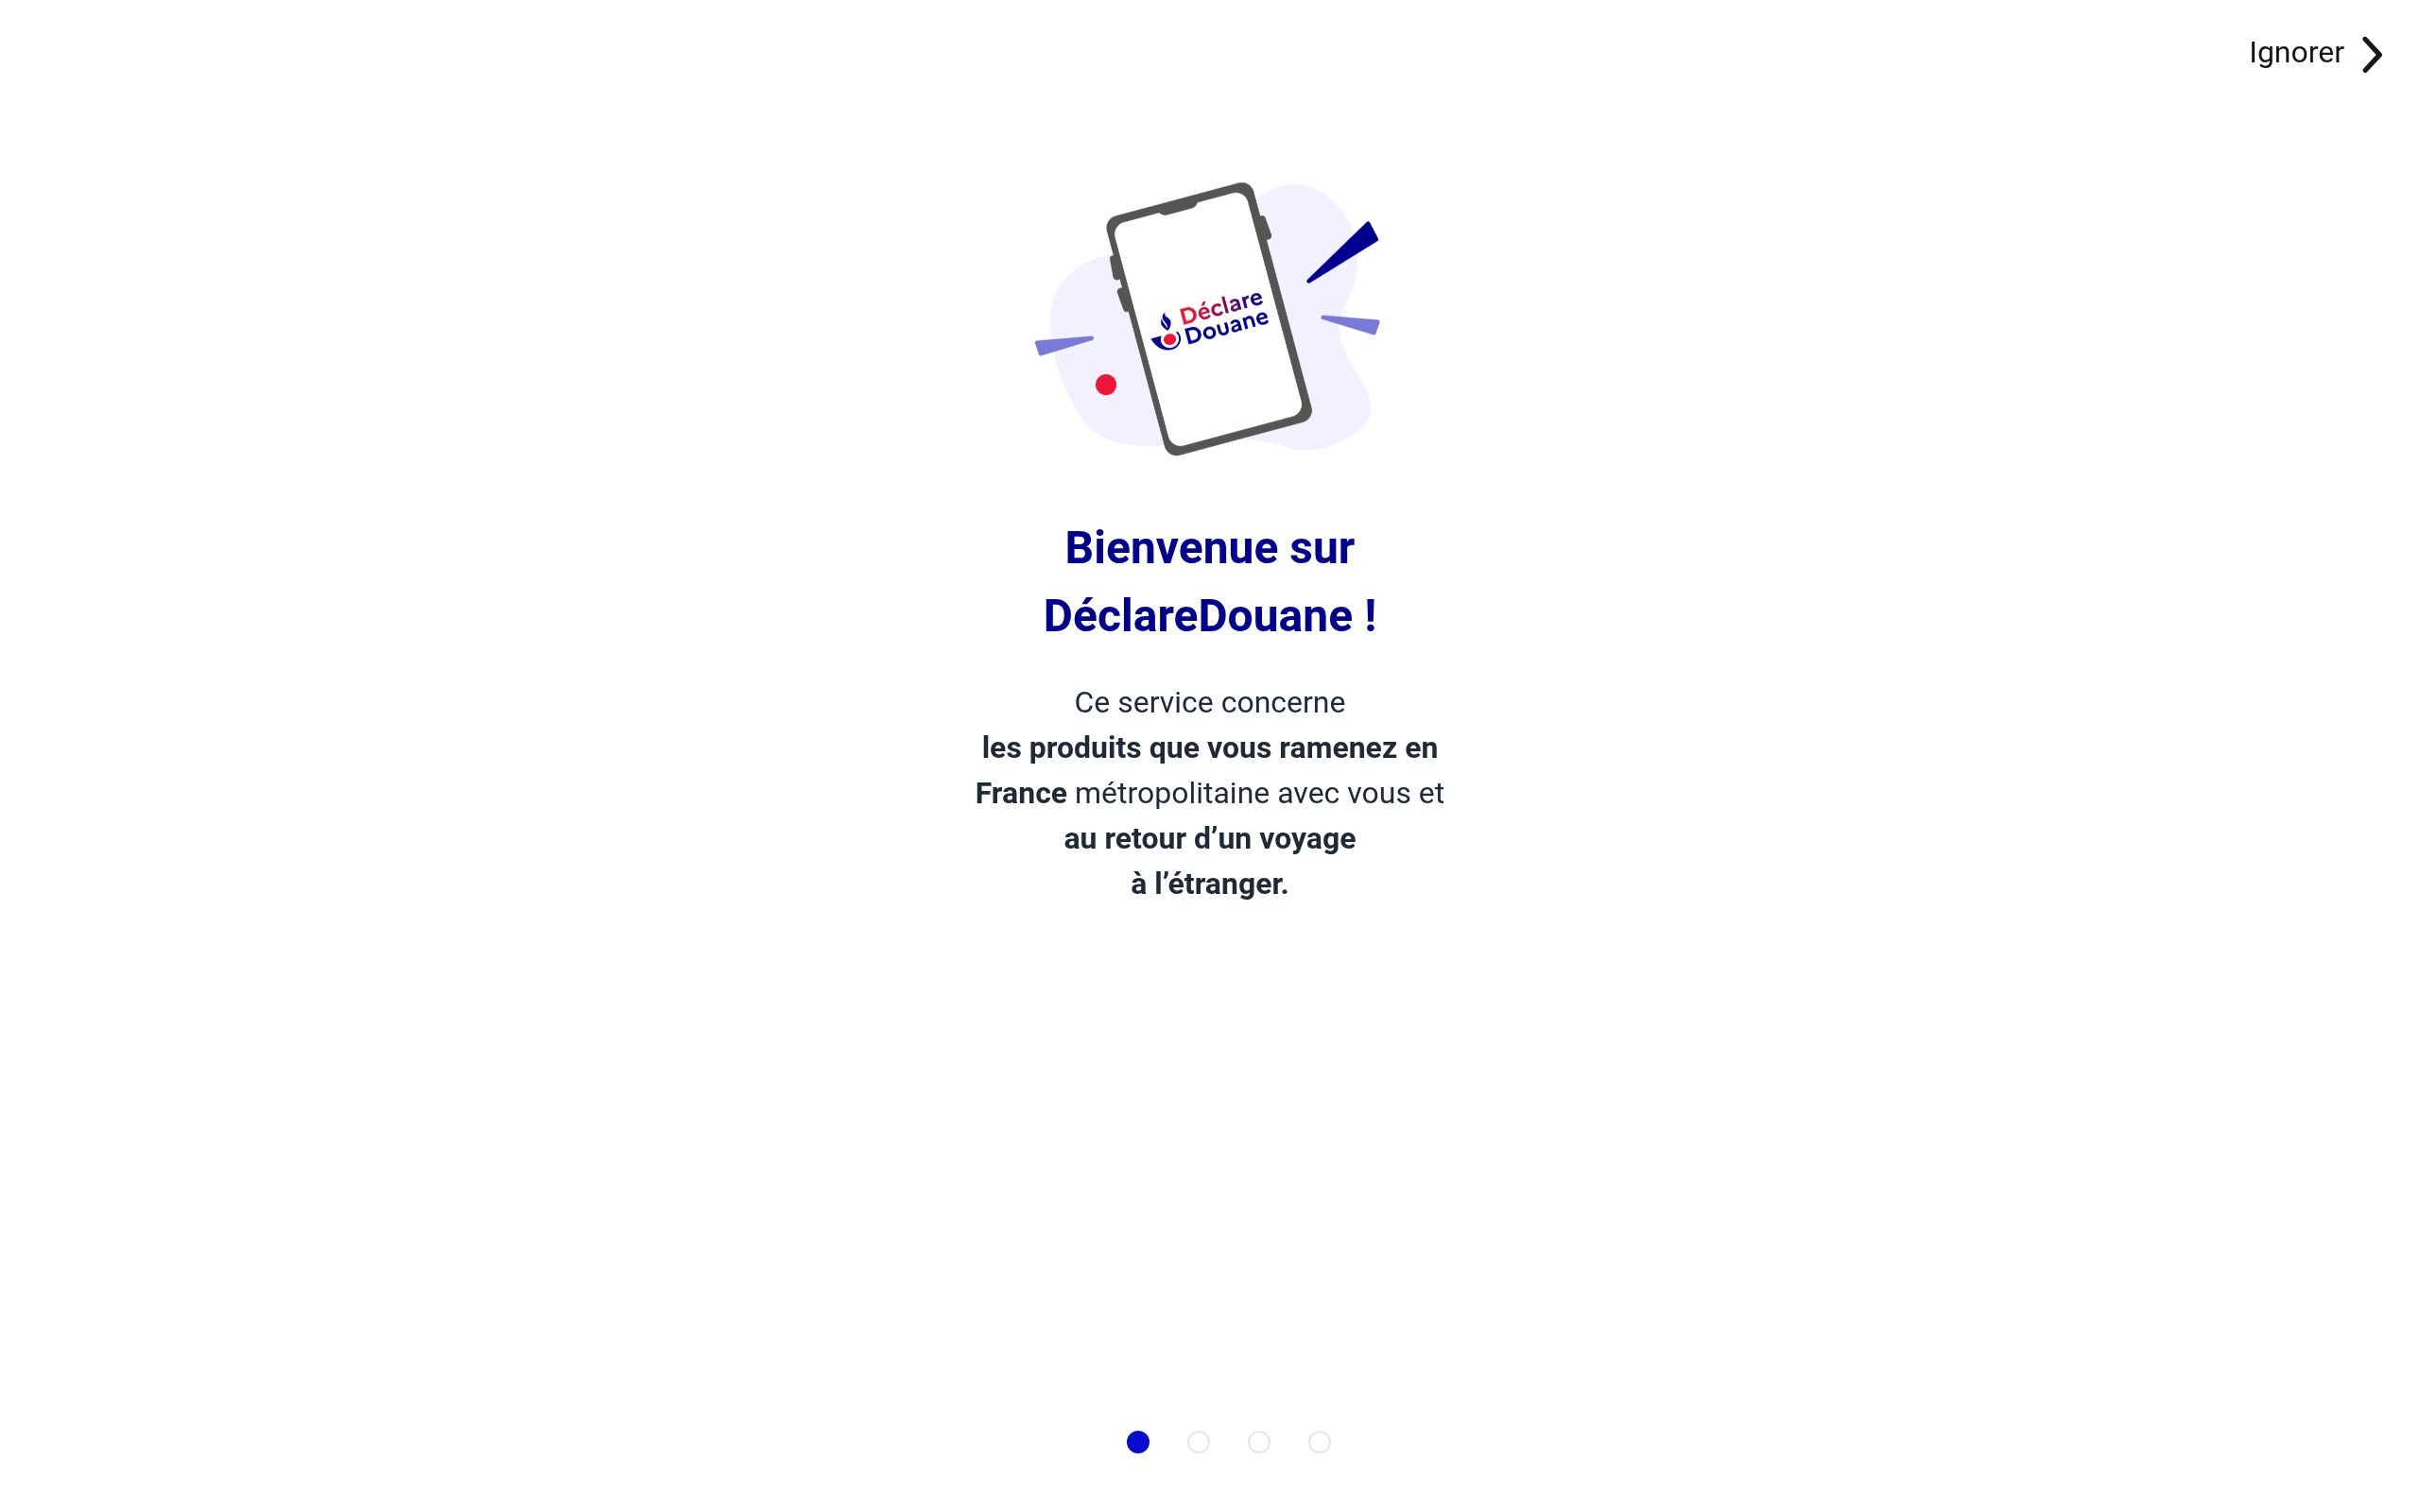 Ignorer
Déclare
Douane
Bienvenue sur
DéclareDouane !
Ce service concerne
les produits que vous ramenez en
France métropolitaine avec vous et
au retour d’un voyage
à l’étranger.